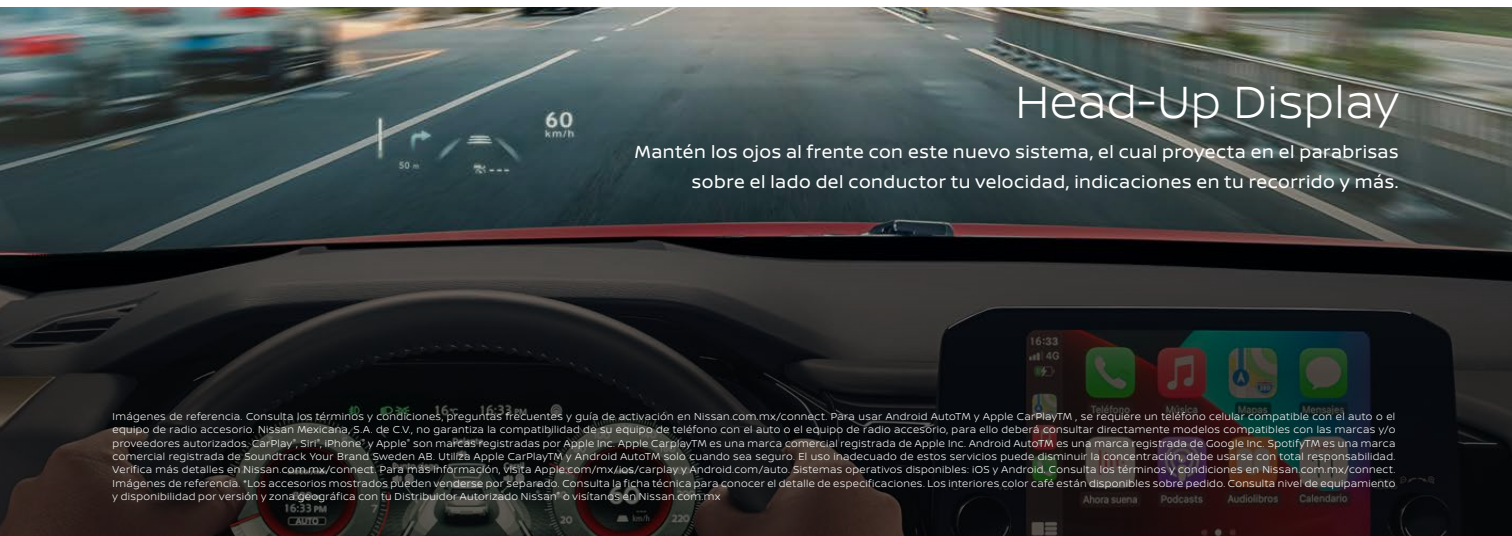 Head-Up Display
60
km/h
50 m
Mantén los ojos al frente con este nuevo sistema, el cual proyecta en el parabrisas
sobre el lado del conductor tu velocidad, indicaciones en tu recorrido y más.
16:33
4G
Teléfono Música Mapas Mensajes
16:33 PM
Imágenes de referencia. Consulta los términos y condiciones, preguntas frecuentes y guía de activación en Nissan.com.mx/connect. Para usar Android AutoTM y Apple CarPlayTM , se requiere un teléfono celular compatible con el auto o el
equipo de radio accesorio. Nissan Mexicana, S.A. de C.V., no garantiza la compatibilidad de su equipo de teléfono con el auto o el equipo de radio accesorio, para ello deberá consultar directamente modelos compatibles con las marcas y/o
proveedores autorizados. CarPlay®, Siri®, iPhone® y Apple® son marcas registradas por Apple Inc. Apple CarplayTM es una marca comercial registrada de Apple Inc. Android AutoTM es una marca registrada de Google Inc. SpotifyTM es una marca
comercial registrada de Soundtrack Your Brand Sweden AB. Utiliza Apple CarPlayTM y Android AutoTM solo cuando sea seguro. El uso inadecuado de estos servicios puede disminuir la concentración, debe usarse con total responsabilidad.
Verifica más detalles en Nissan.com.mx/connect. Para más información, visita Apple.com/mx/ios/carplay y Android.com/auto. Sistemas operativos disponibles: iOS y Android. Consulta los términos y condiciones en Nissan.com.mx/connect.
Imágenes de referencia. *Los accesorios mostrados pueden venderse por separado. Consulta la ficha técnica para conocer el detalle de especificaciones. Los interiores color café están disponibles sobre pedido. Consulta nivel de equipamiento
y disponibilidad por versión y zona geográfica con tu Distribuidor Autorizado Nissan® o visítanos en Nissan.com.mx
Ahora suena Podcasts Audiolibros Calendario
16:33 PM
AUTO
7
20
km/h
220